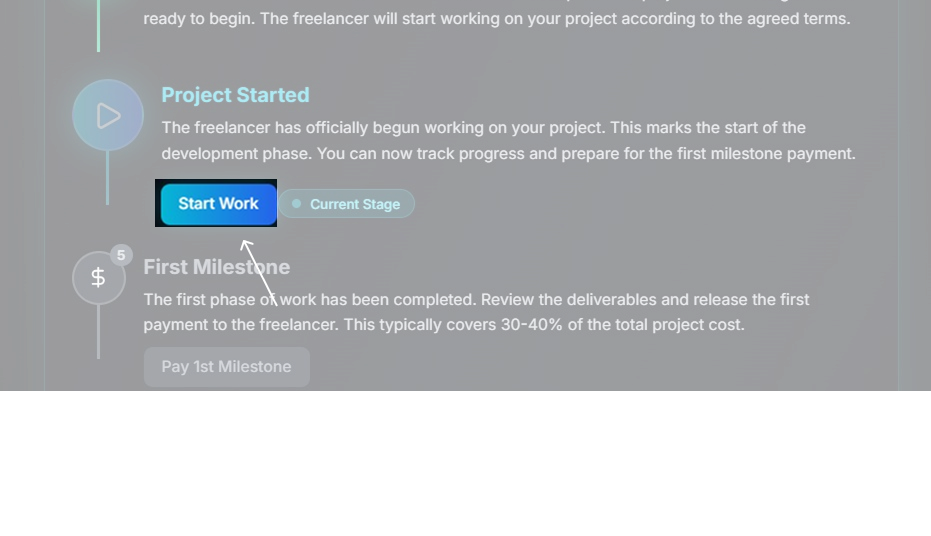 ready to begin. The freelancer will start working on your project according to the agreed terms.
Project Started
The freelancer has officially begun working on your project. This marks the start of the
development phase. You can now track progress and prepare for the first milestone payment.
Start Work
Current Stage
5
First Milestone
$
The first phase of work has been completed. Review the deliverables and release the first
payment to the freelancer. This typically covers 30-40% of the total project cost.
Pay 1st Milestone